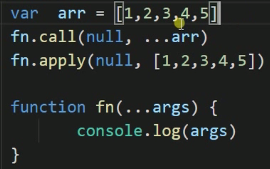 var  arr = [1,2,3,4,5]
fn.call(null, ...arr)
fn.apply(null, [1,2,3,4,5])

function fn(...args) {
        console.log(args)
}